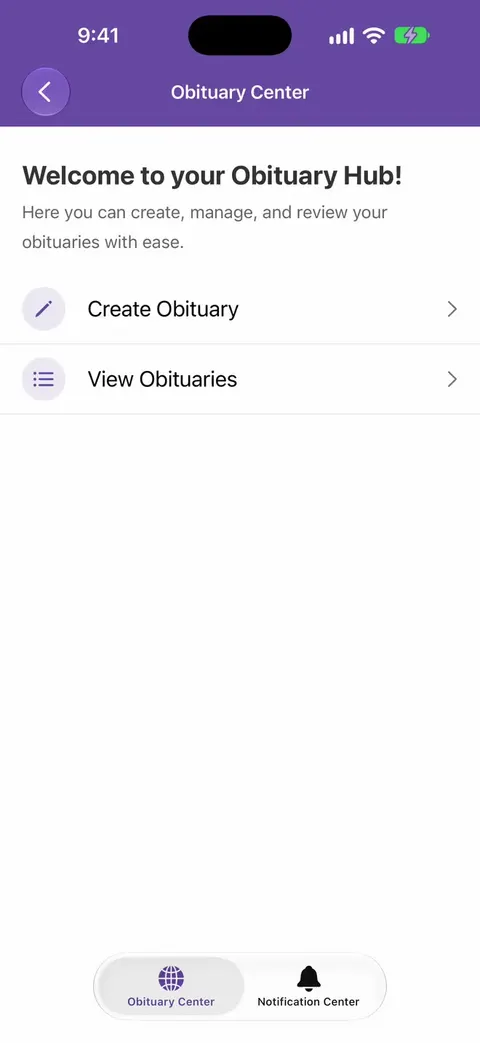 9:41
Obituary Center
Welcome to your Obituary Hub!
Here you can create, manage, and review your
obituaries with ease.
Create Obituary
View Obituaries
Obituary Center
Notification Center